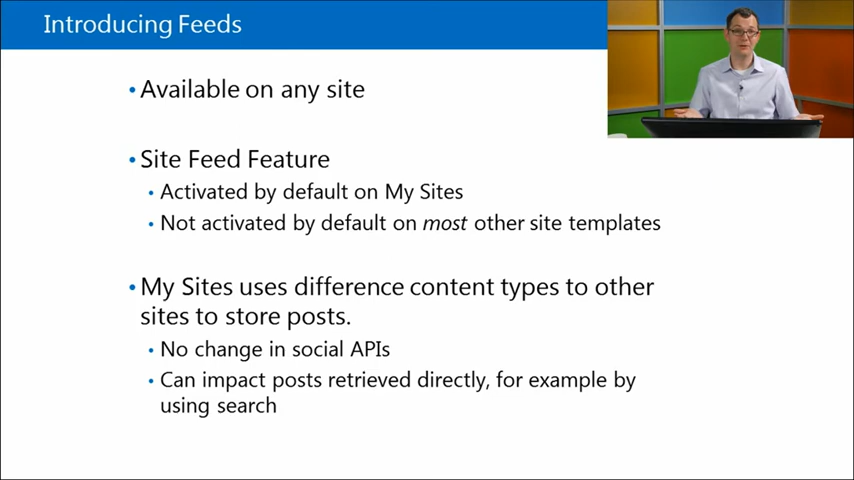 Introducing Feeds
•Available on any site
•Site Feed Feature
•Activated by default on My Sites
•Not activated by default on most other site templates
•My Sites uses difference content types to other
sites to store posts.
•No change in social APIs
•Can impact posts retrieved directly, for example by
using search